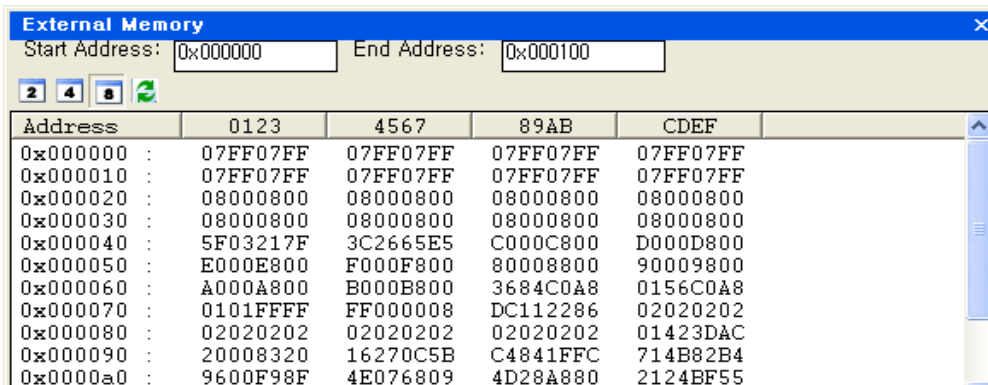 External Memory
Start Address: 0x000000 End Address: 0x000100
2 4 8
Address 0123 4567 89AB CDEF
0x000000 : 07FF07FF 07FF07FF 07FF07FF 07FF07FF
0x000010 : 07FF07FF 07FF07FF 07FF07FF 07FF07FF
0x000020 : 08000800 08000800 08000800 08000800
0x000030 : 08000800 08000800 08000800 08000800
0x000040 : 5F03217F 3C2665E5 C000C800 D000D800
0x000050 : E000E800 F000F800 80008800 90009800
0x000060 : A000A800 B000B800 3684C0A8 0156C0A8
0x000070 : 0101FFFF FF000008 DC112286 02020202
0x000080 : 02020202 02020202 02020202 01423DAC
0x000090 : 20008320 16270C5B C4841FFC 714B82B4
0x0000a0 : 9600F98F 4E076809 4D28A880 2124BF55